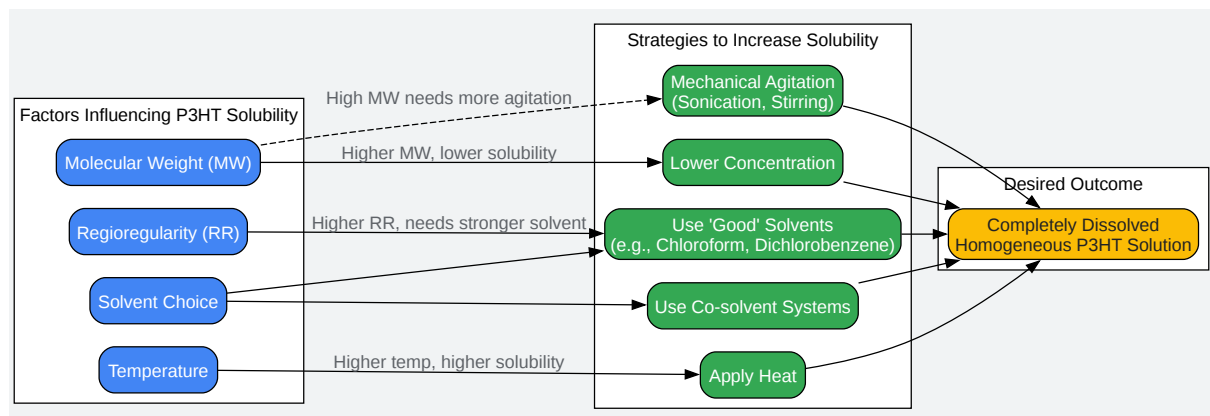 Factors Influencing P3HT Solubility
Molecular Weight (MW)
Regioregularity (RR)
Solvent Choice
Temperature
High MW needs more agitation
Higher MW, lower solubility
Higher RR, needs stronger solvent
Higher temp, higher solubility
Strategies to Increase Solubility
Mechanical Agitation
(Sonication, Stirring)
Lower Concentration
Use 'Good' Solvents
(e.g., Chloroform, Dichlorobenzene)
Use Co-solvent Systems
Apply Heat
Desired Outcome
Completely Dissolved
Homogeneous P3HT Solution